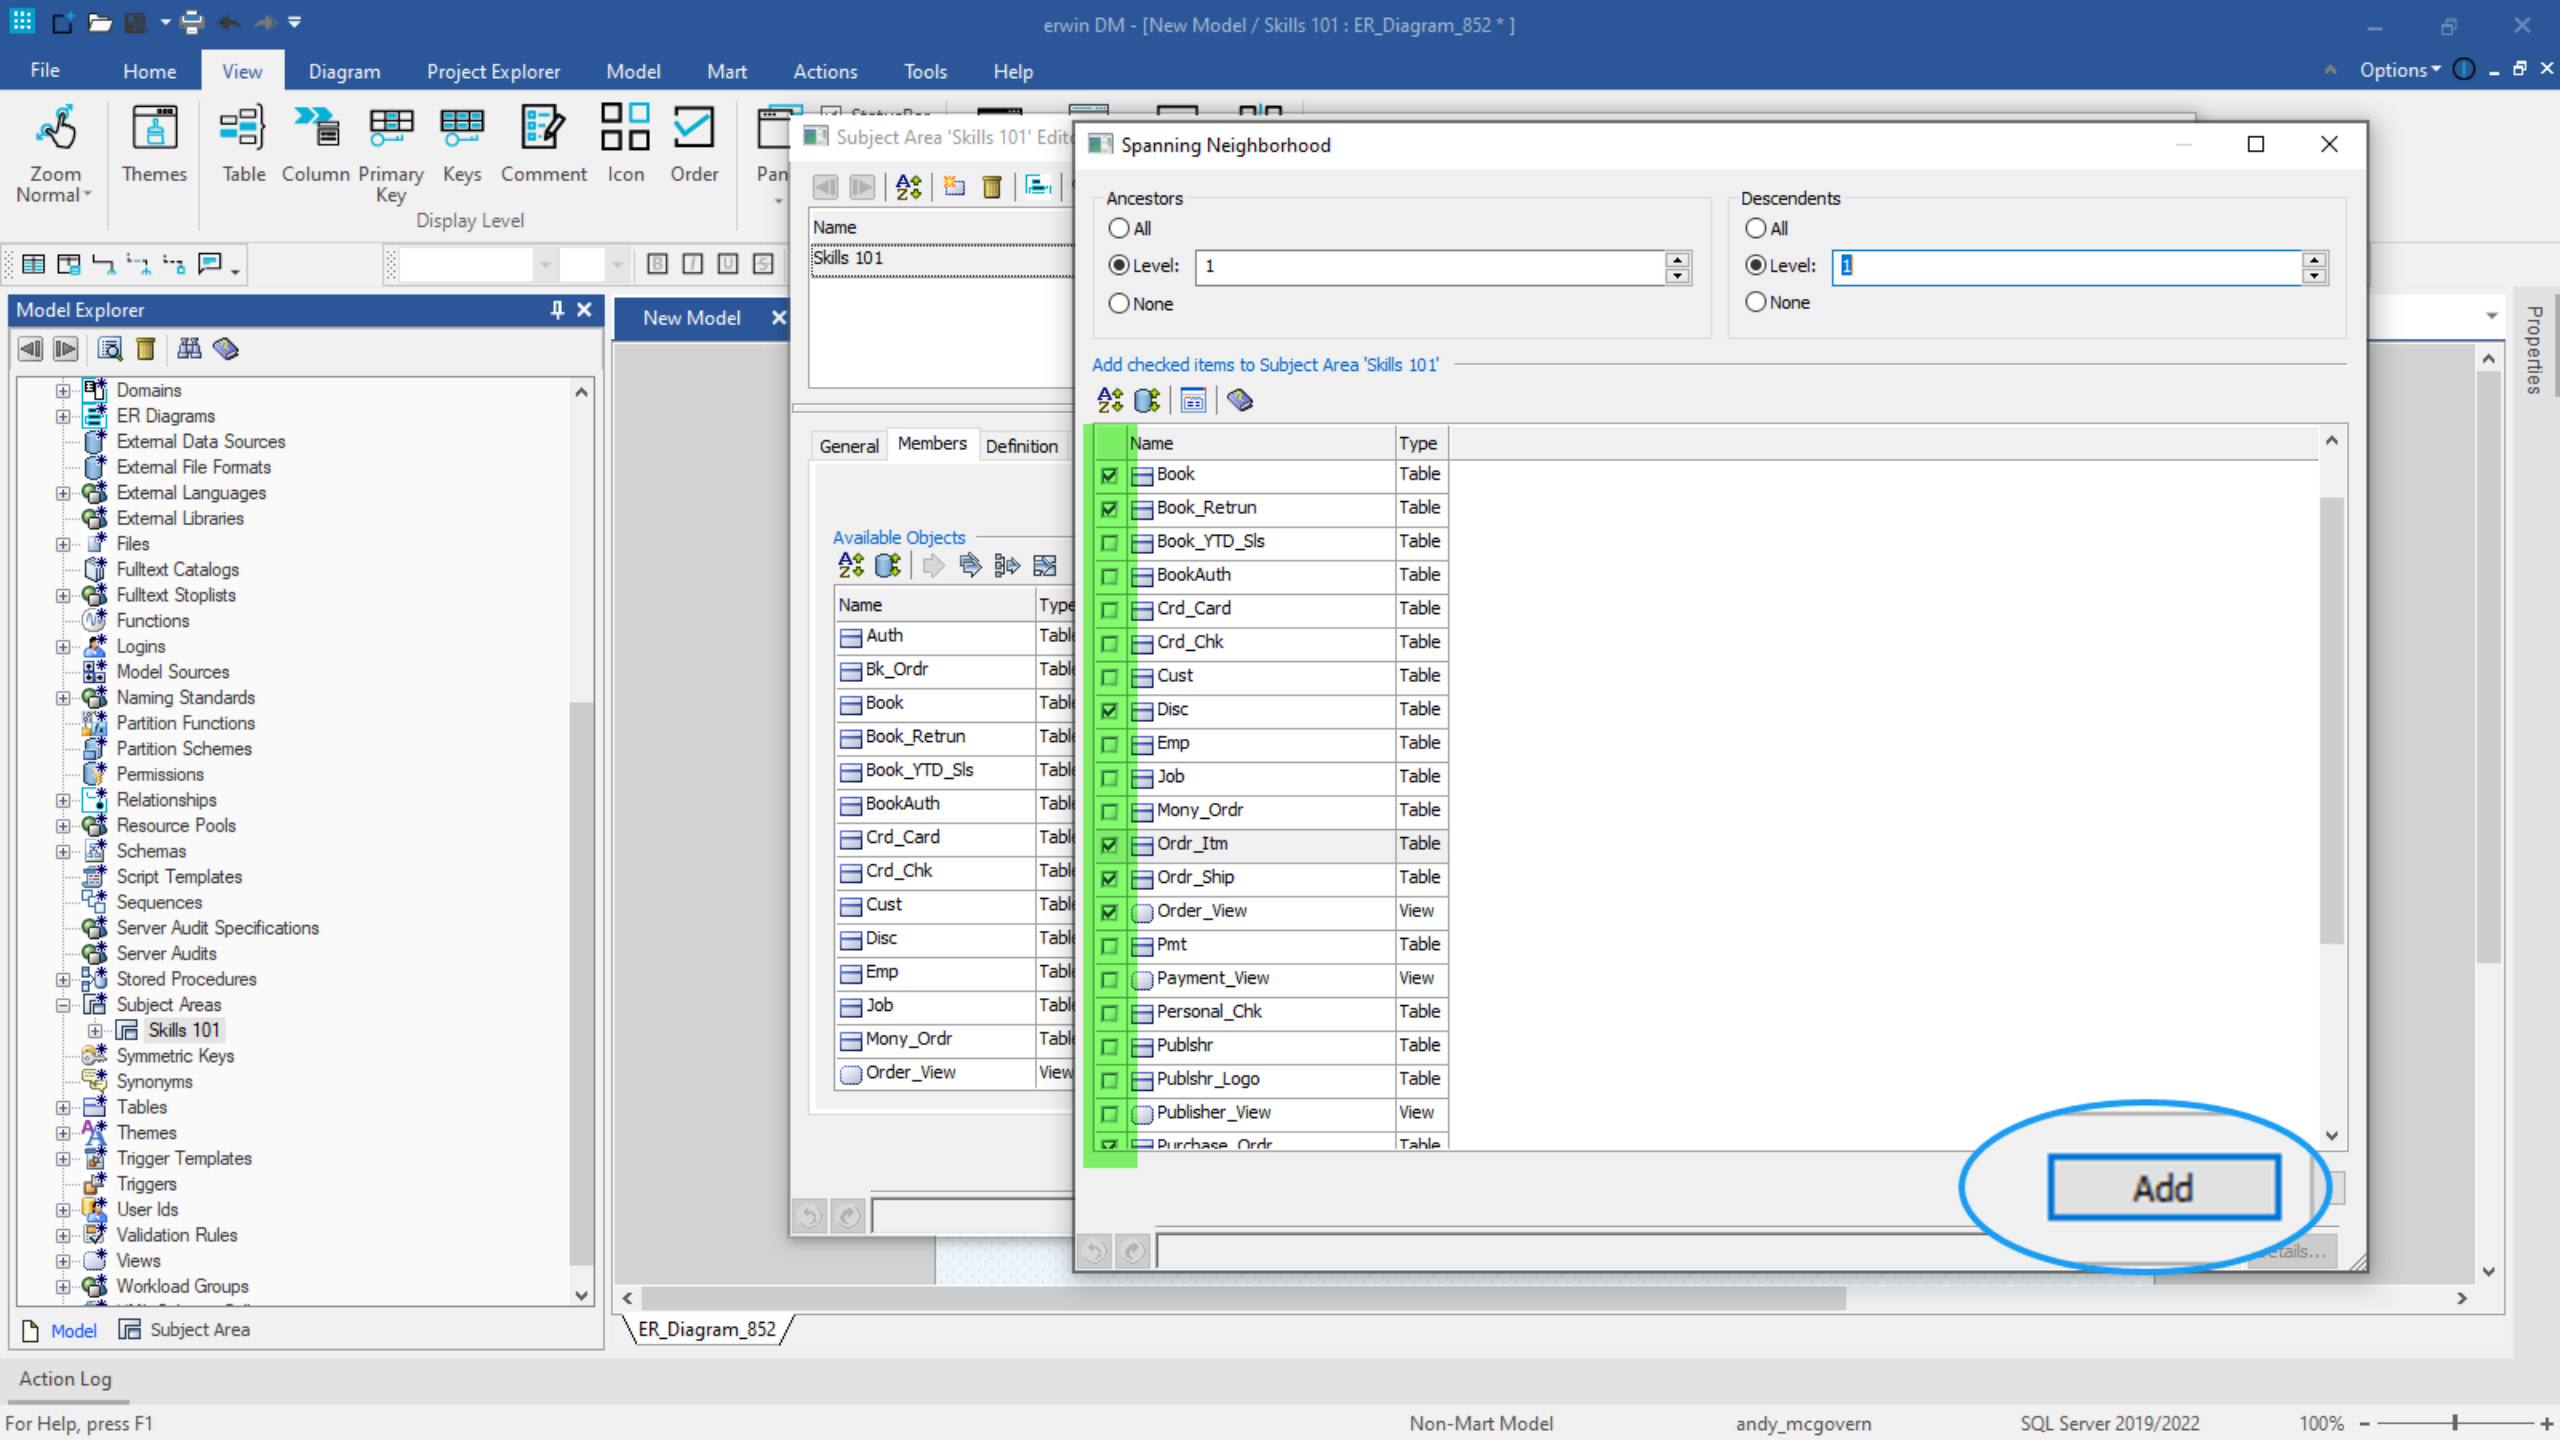 erwin DM - [New Model / Skills 101 : ER_Diagram_852 * ]
File Home View Diagram Project Explorer Model Mart Actions Tools Help Options
Zoom Normal
Themes
Table Column Primary Key Keys Comment Icon Order
Display Level
B I U S
Model Explorer
Domains
ER Diagrams
External Data Sources
External File Formats
External Languages
External Libraries
Files
Fulltext Catalogs
Fulltext Stoplists
Functions
Logins
Model Sources
Naming Standards
Partition Functions
Partition Schemes
Permissions
Relationships
Resource Pools
Schemas
Script Templates
Sequences
Server Audit Specifications
Server Audits
Stored Procedures
Subject Areas
Skills 101
Symmetric Keys
Synonyms
Tables
Themes
Trigger Templates
Triggers
User Ids
Validation Rules
Views
Workload Groups
Model Subject Area
New Model
Subject Area 'Skills 101'
Name
Skills 101
General Members Definition
Available Objects
Name Type
Auth
Bk_Ordr
Book
Book_Retrun
Book_YTD_Sls
BookAuth
Crd_Card
Crd_Chk
Cust
Disc
Emp
Job
Mony_Ordr
Order_View View
Spanning Neighborhood
Ancestors
All
Level: 1
None
Descendents
All
Level: 1
None
Add checked items to Subject Area 'Skills 101'
Name Type
Book Table
Book_Retrun Table
Book_YTD_Sls Table
BookAuth Table
Crd_Card Table
Crd_Chk Table
Cust Table
Disc Table
Emp Table
Job Table
Mony_Ordr Table
Ordr_Itm Table
Ordr_Ship Table
Order_View View
Pmt Table
Payment_View View
Personal_Chk Table
Publshr Table
Publshr_Logo Table
Publisher_View View
Purchase_Ordr Table
Add
Properties
ER_Diagram_852
Action Log
For Help, press F1 Non-Mart Model andy_mcgovern SQL Server 2019/2022 100%